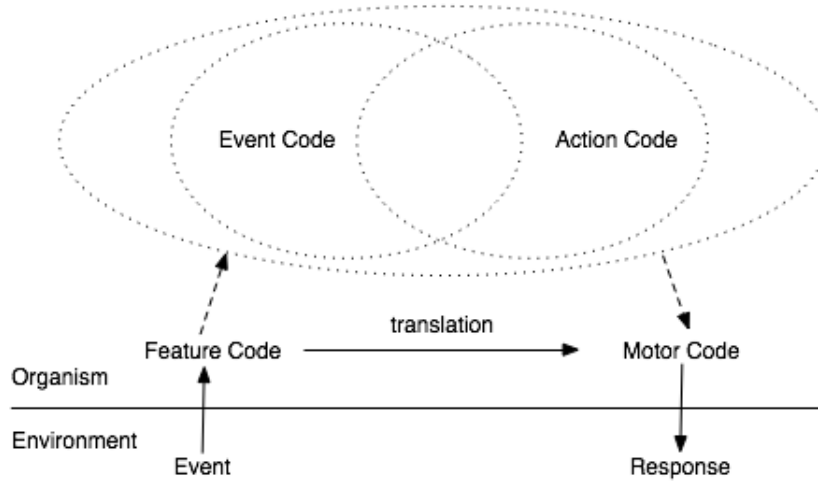 Event Code
Action Code
translation
Feature Code
Motor Code
Organism
Environment
Event
Response